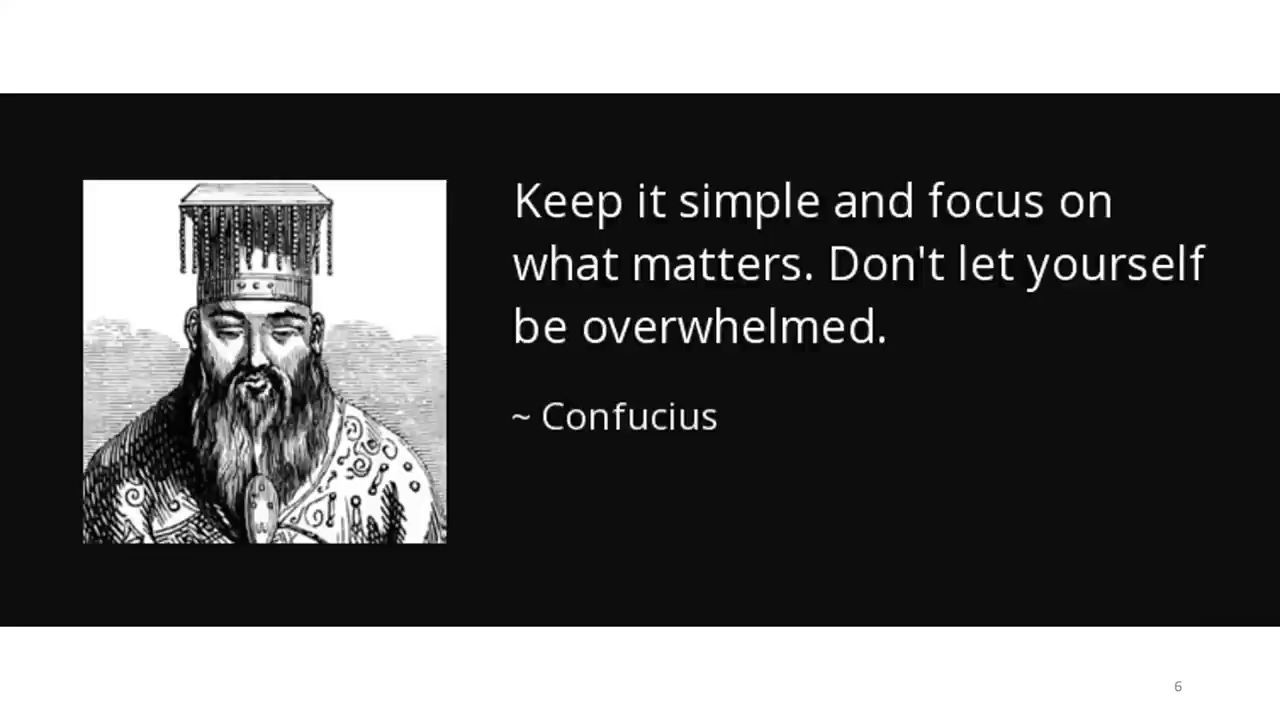 Keep it simple and focus on
what matters. Don't let yourself
be overwhelmed.
~ Confucius
6